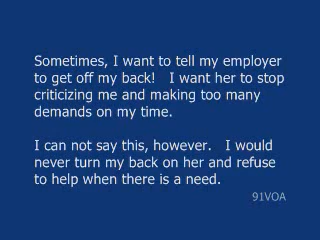 Sometimes, I want to tell my employer
to get off my back!   I want her to stop
criticizing me and making too many
demands on my time.
I can not say this, however.   I would
never turn my back on her and refuse
to help when there is a need.
91VOA